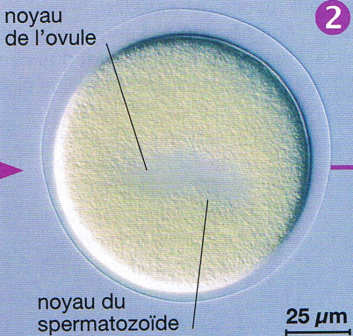 noyau
de l'ovule
2
noyau du
spermatozoïde
25 µm